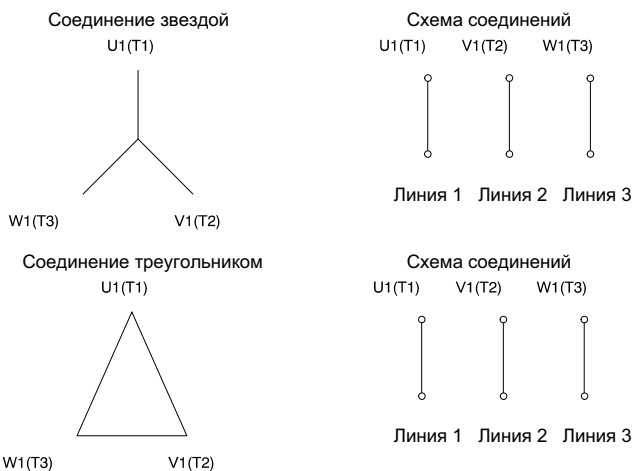 Соединение звездой
U1(T1)
W1(T3)
V1(T2)
Схема соединений
U1(T1) V1(T2) W1(T3)
Линия 1 Линия 2 Линия 3
Соединение треугольником
U1(T1)
W1(T3)
V1(T2)
Схема соединений
U1(T1) V1(T2) W1(T3)
Линия 1 Линия 2 Линия 3